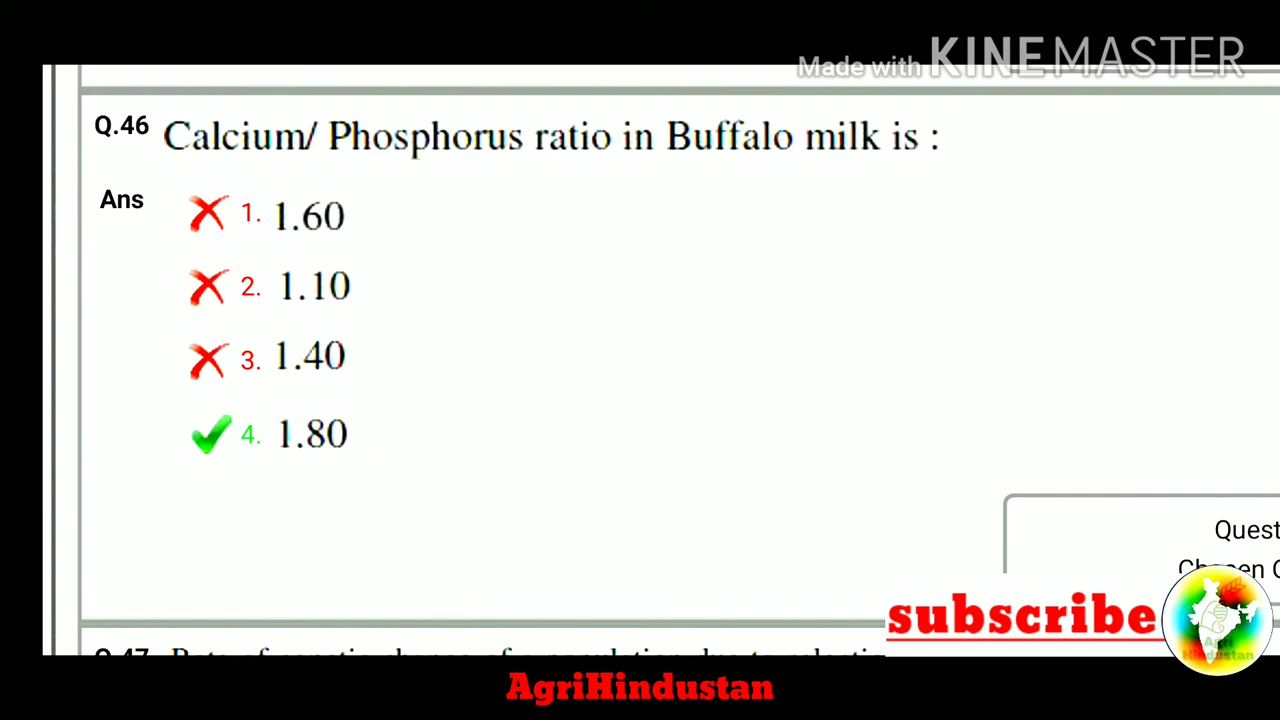 Made with KINEMASTER
Q.46 Calcium/ Phosphorus ratio in Buffalo milk is :
Ans
1. 1.60
2. 1.10
3. 1.40
4. 1.80
Quest
subscribe
AgriHindustan